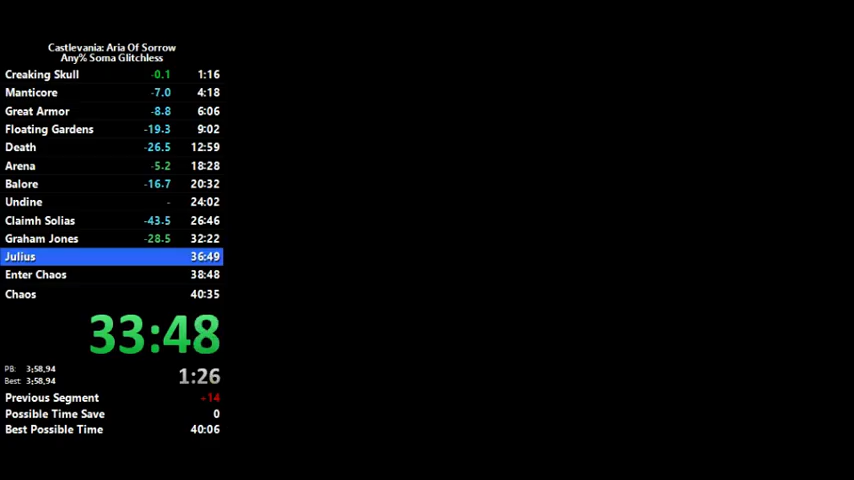 Castlevania: Aria Of Sorrow
Any% Soma Glitchless
Creaking Skull -0.1 1:16
Manticore -7.0 4:18
Great Armor -8.8 6:06
Floating Gardens -19.3 9:02
Death -26.5 12:59
Arena -5.2 18:28
Balore -16.7 20:32
Undine - 24:02
Claimh Solias -43.5 26:46
Graham Jones -28.5 32:22
Julius 36:49
Enter Chaos 38:48
Chaos 40:35
33:48
PB: 3:58,94
Best: 3:58,94
1:26
Previous Segment +14
Possible Time Save 0
Best Possible Time 40:06